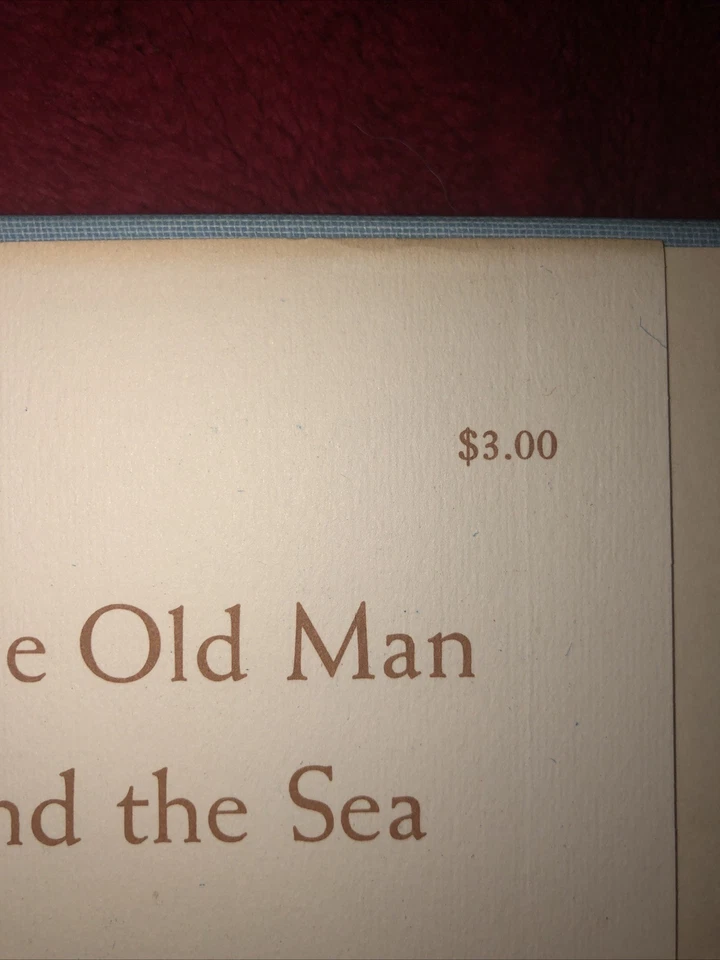 $3.00
e Old Man
nd the Sea